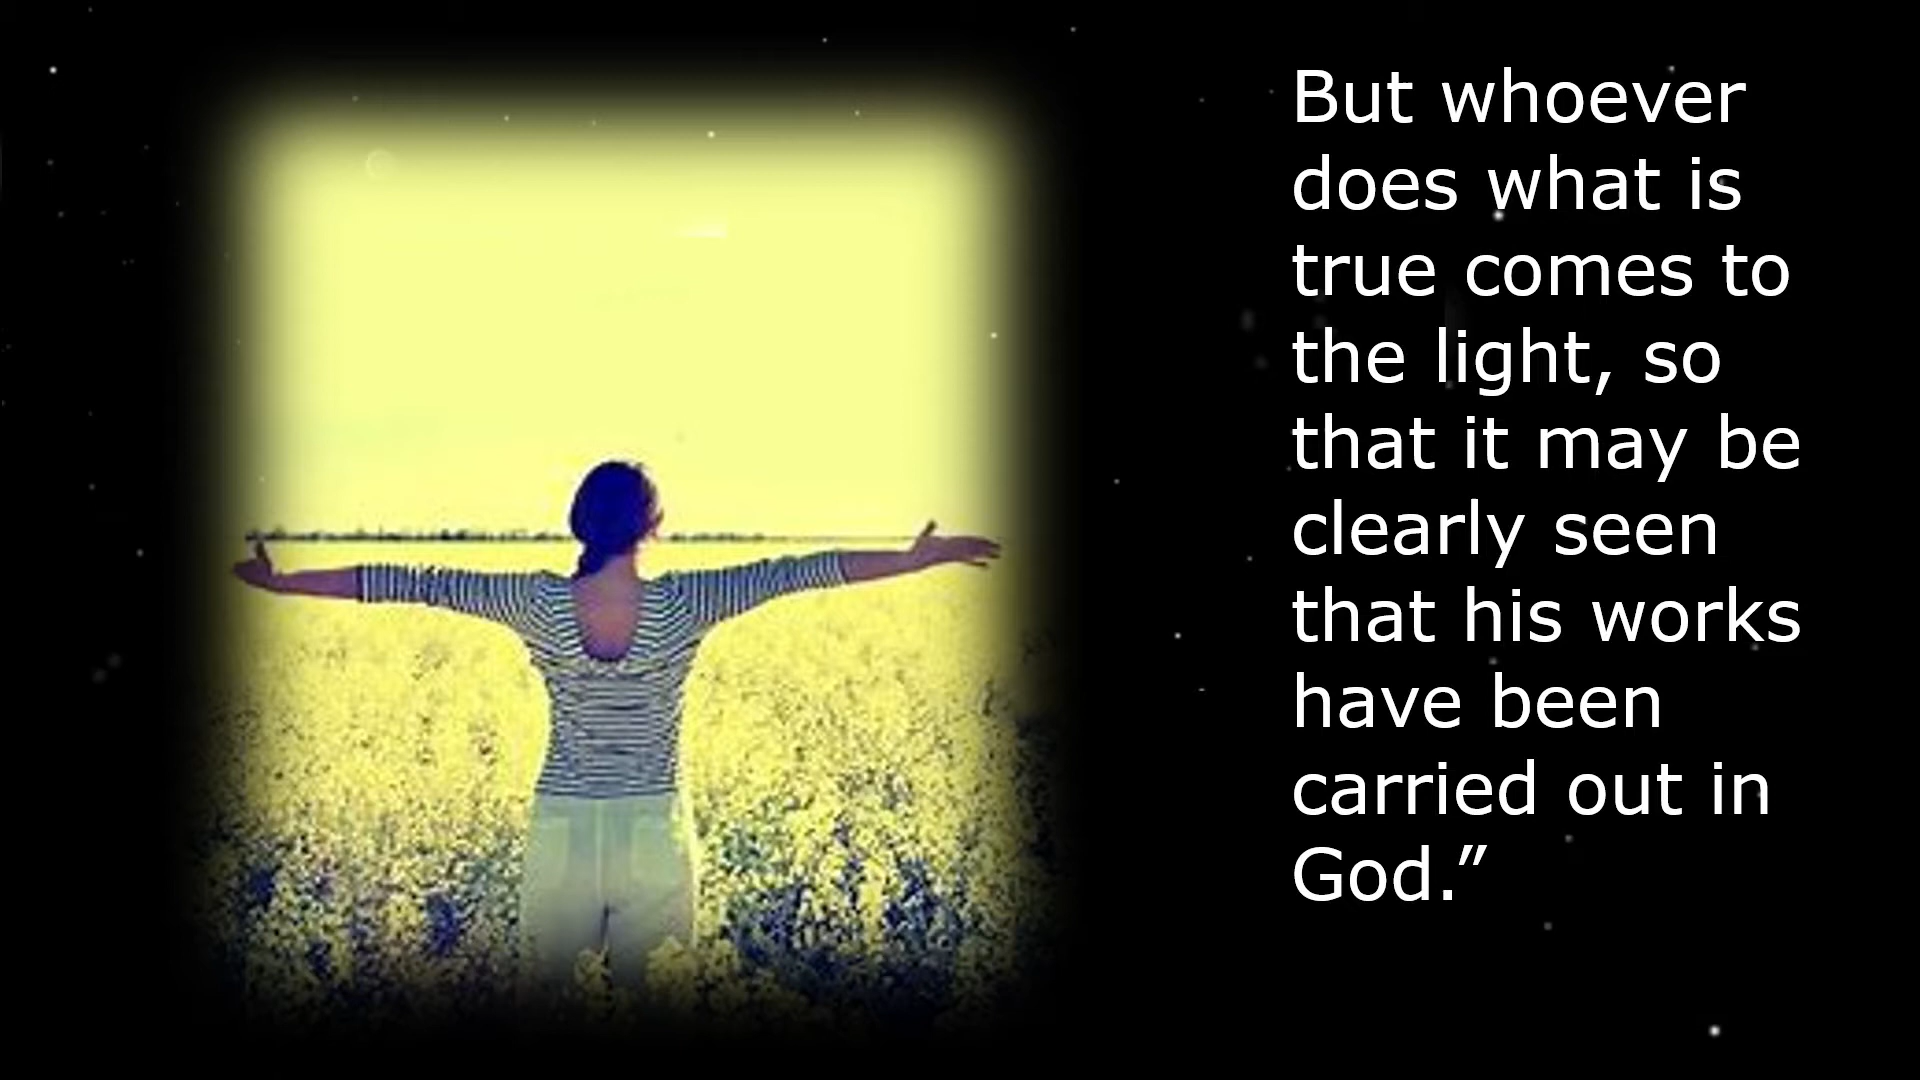 But whoever
does what is
true comes to
the light, so
that it may be
clearly seen
that his works
have been
carried out in
God.”